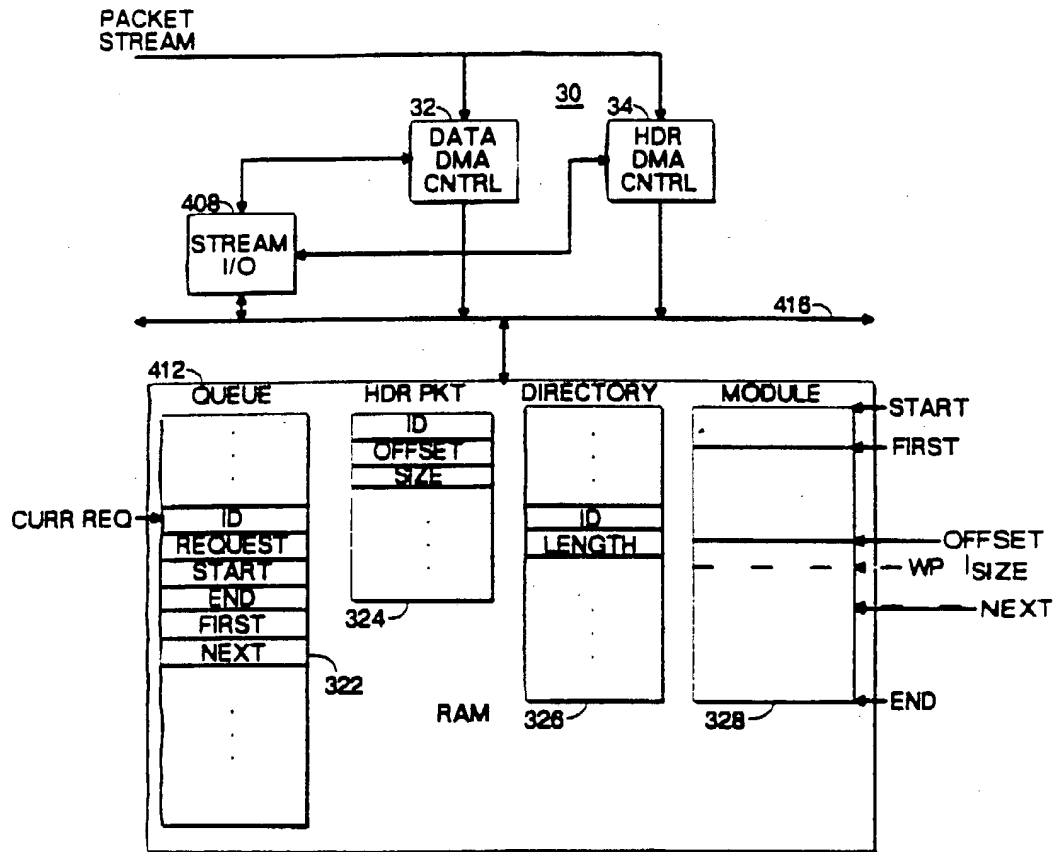 PACKET
STREAM
32
30
34
DATA
DMA
CNTRL
HDR
DMA
CNTRL
408
STREAM
I/O
416
412
QUEUE
HDR PKT
DIRECTORY
MODULE
START
ID
OFFSET
SIZE
FIRST
CURR REQ
ID
REQUEST
START
END
FIRST
NEXT
ID
LENGTH
OFFSET
WP
SIZE
NEXT
324
322
RAM
326
328
END